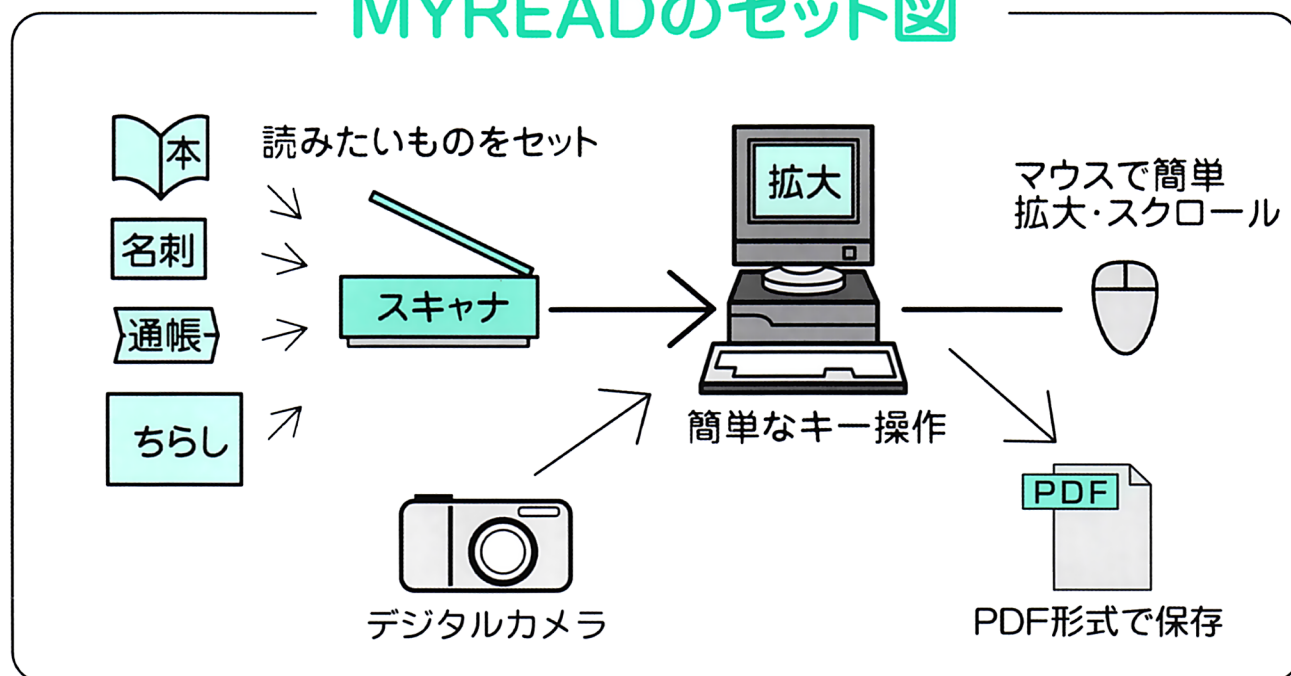 MYREADのセット図
本
読みたいものをセット
名刺
通帳
ちらし
スキャナ
拡大
マウスで簡単
拡大・スクロール
簡単なキー操作
デジタルカメラ
PDF
PDF形式で保存